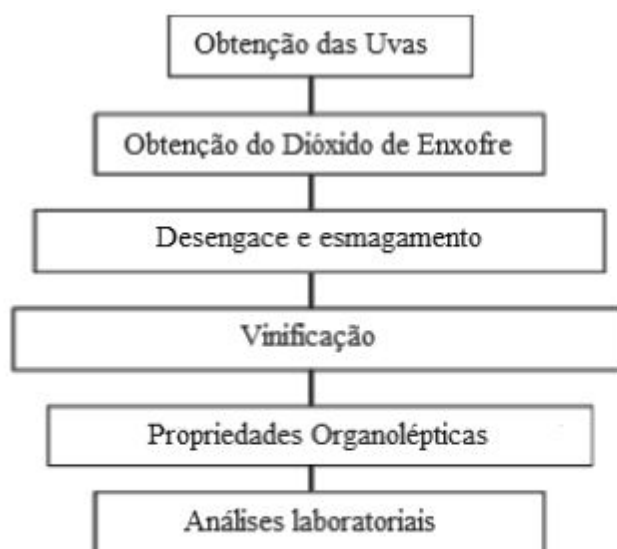 Obtenção das Uvas
Obtenção do Dióxido de Enxofre
Desengace e esmagamento
Vinificação
Propriedades Organolépticas
Análises laboratoriais